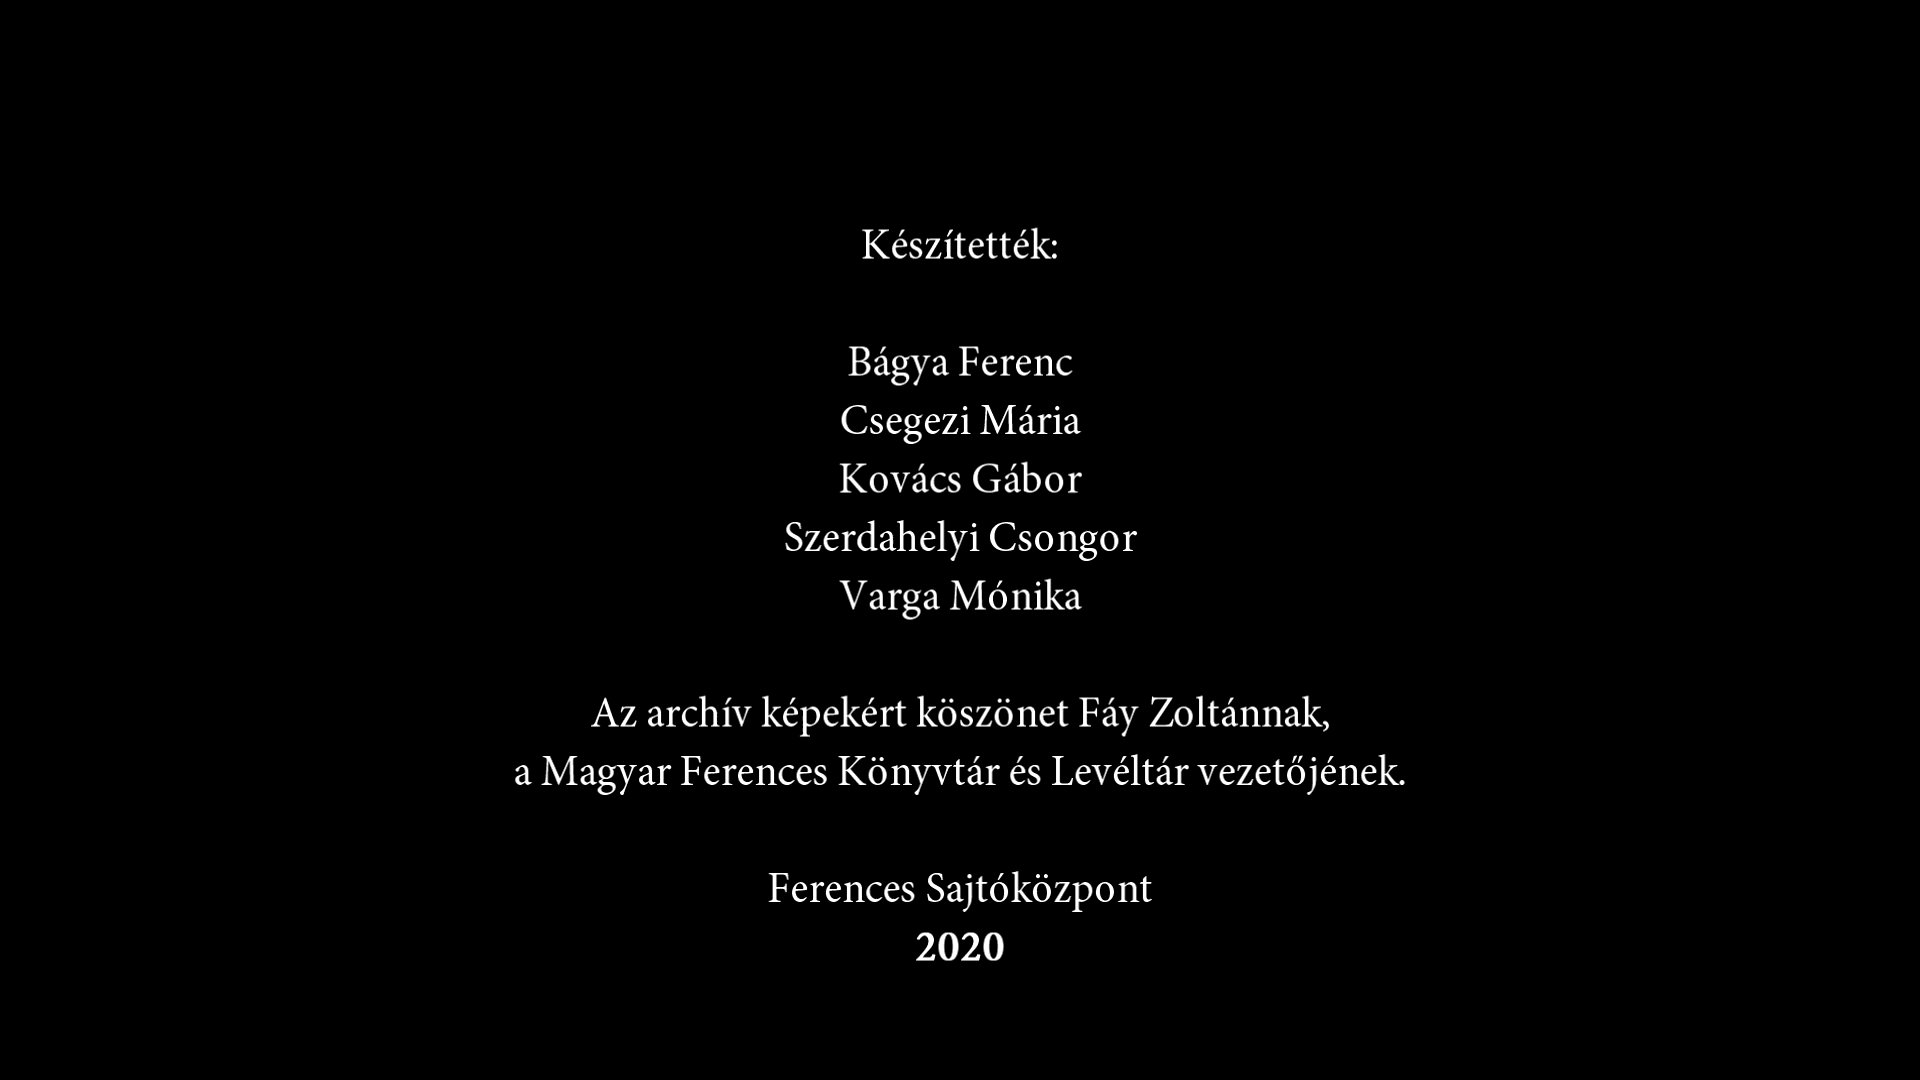 Készítették:
Bágya Ferenc
Csegezi Mária
Kovács Gábor
Szerdahelyi Csongor
Varga Mónika
Az archív képekért köszönet Fáy Zoltánnak,
a Magyar Ferences Könyvtár és Levéltár vezetőjének.
Ferences Sajtóközpont
2020